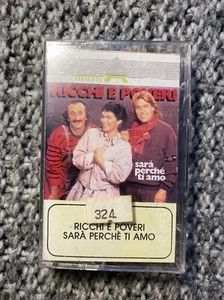 RICCHI E POVERI
sarà
perché
ti amo
324
RICCHI E POVERI
SARÀ PERCHÈ TI AMO